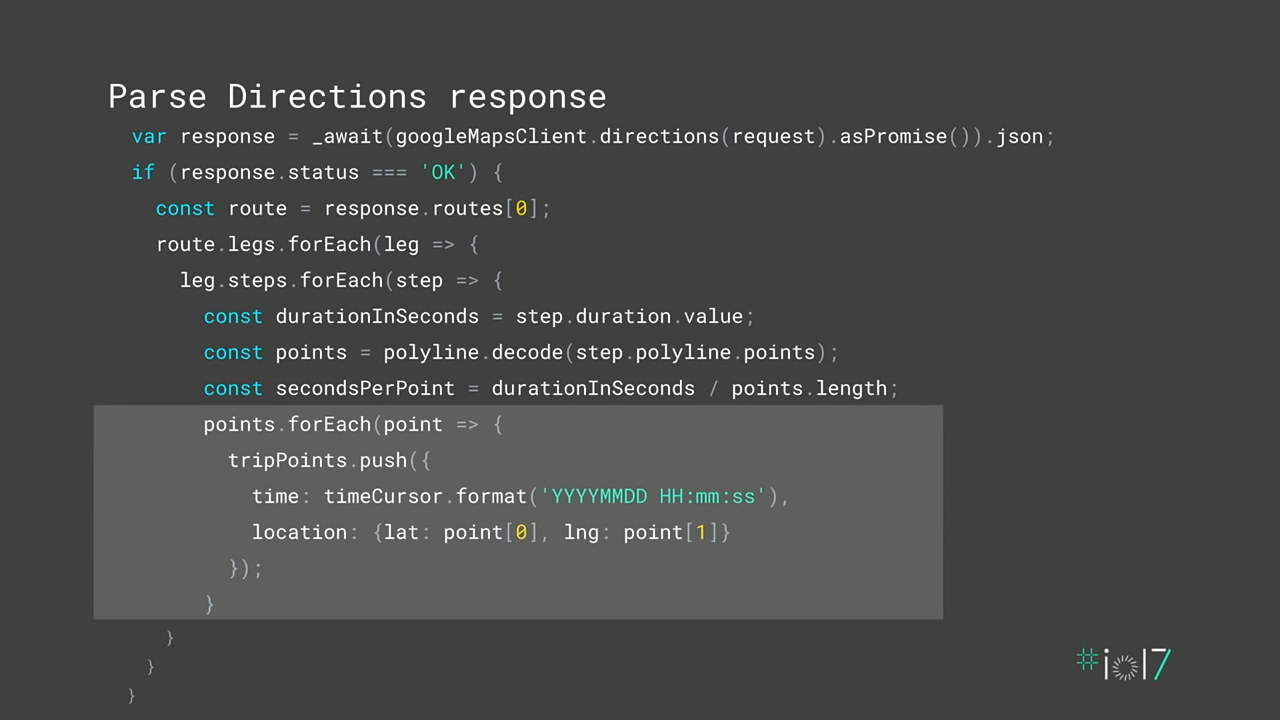 Parse Directions response
var response = _await(googleMapsClient.directions(request).asPromise()).json;
if (response.status === 'OK') {
const route = response.routes[0];
route.legs.forEach(leg => {
leg.steps.forEach(step => {
const durationInSeconds = step.duration.value;
const points = polyline.decode(step.polyline.points);
const secondsPerPoint = durationInSeconds / points.length;
points.forEach(point => {
tripPoints.push({
time: timeCursor.format('YYYYMMDD HH:mm:ss'),
location: {lat: point[0], lng: point[1]}
});
}
}
}
}
#io17